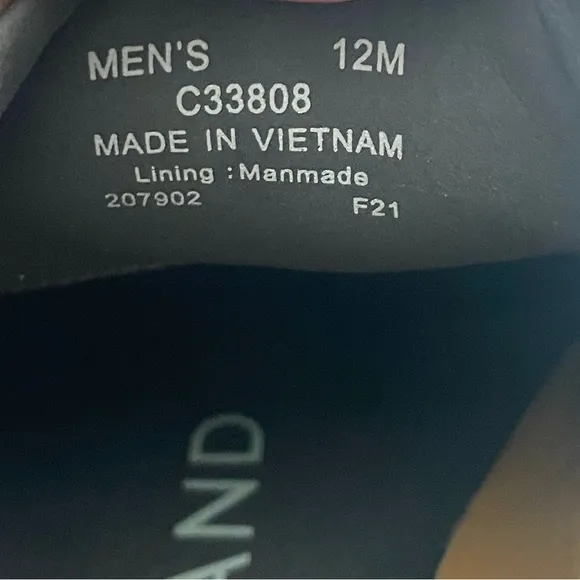 MEN'S 12M
C33808
MADE IN VIETNAM
Lining :Manmade
207902 F21
AND